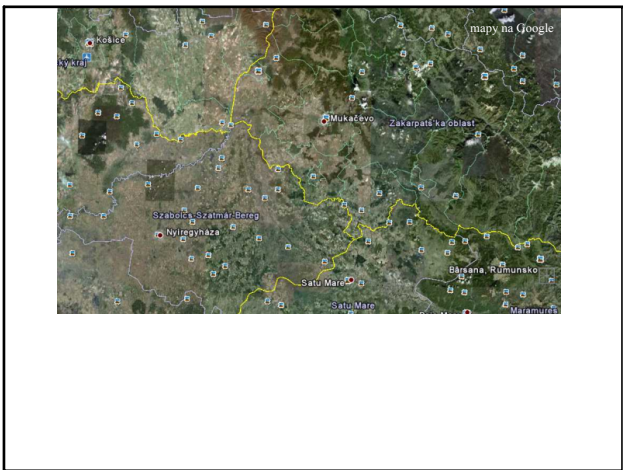 mapy na Google
Košice
ký kraj
Mukačevo
Zakarpats'ka oblast
Szabolcs-Szatmár-Bereg
Nyíregyháza
Bârsana, Rumunsko
Satu Mare
Satu Mare
Maramureș